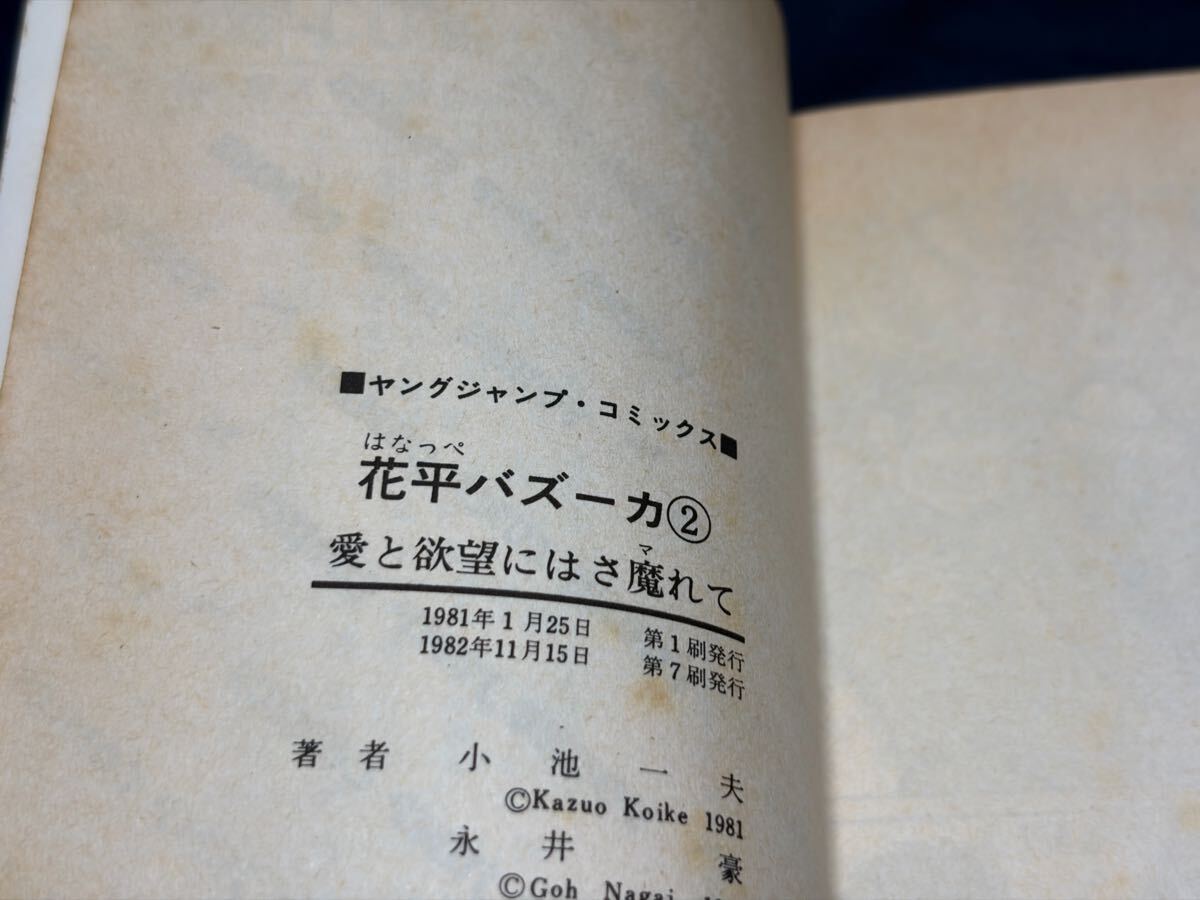 ■ヤングジャンプ・コミックス■
はなっぺ
花平バズーカ②
マ
愛と欲望にはさ魔れて
1981年1月25日 第1刷発行
1982年11月15日 第7刷発行
著者 小池一夫
©Kazuo Koike 1981
永井豪
©Goh Nagai